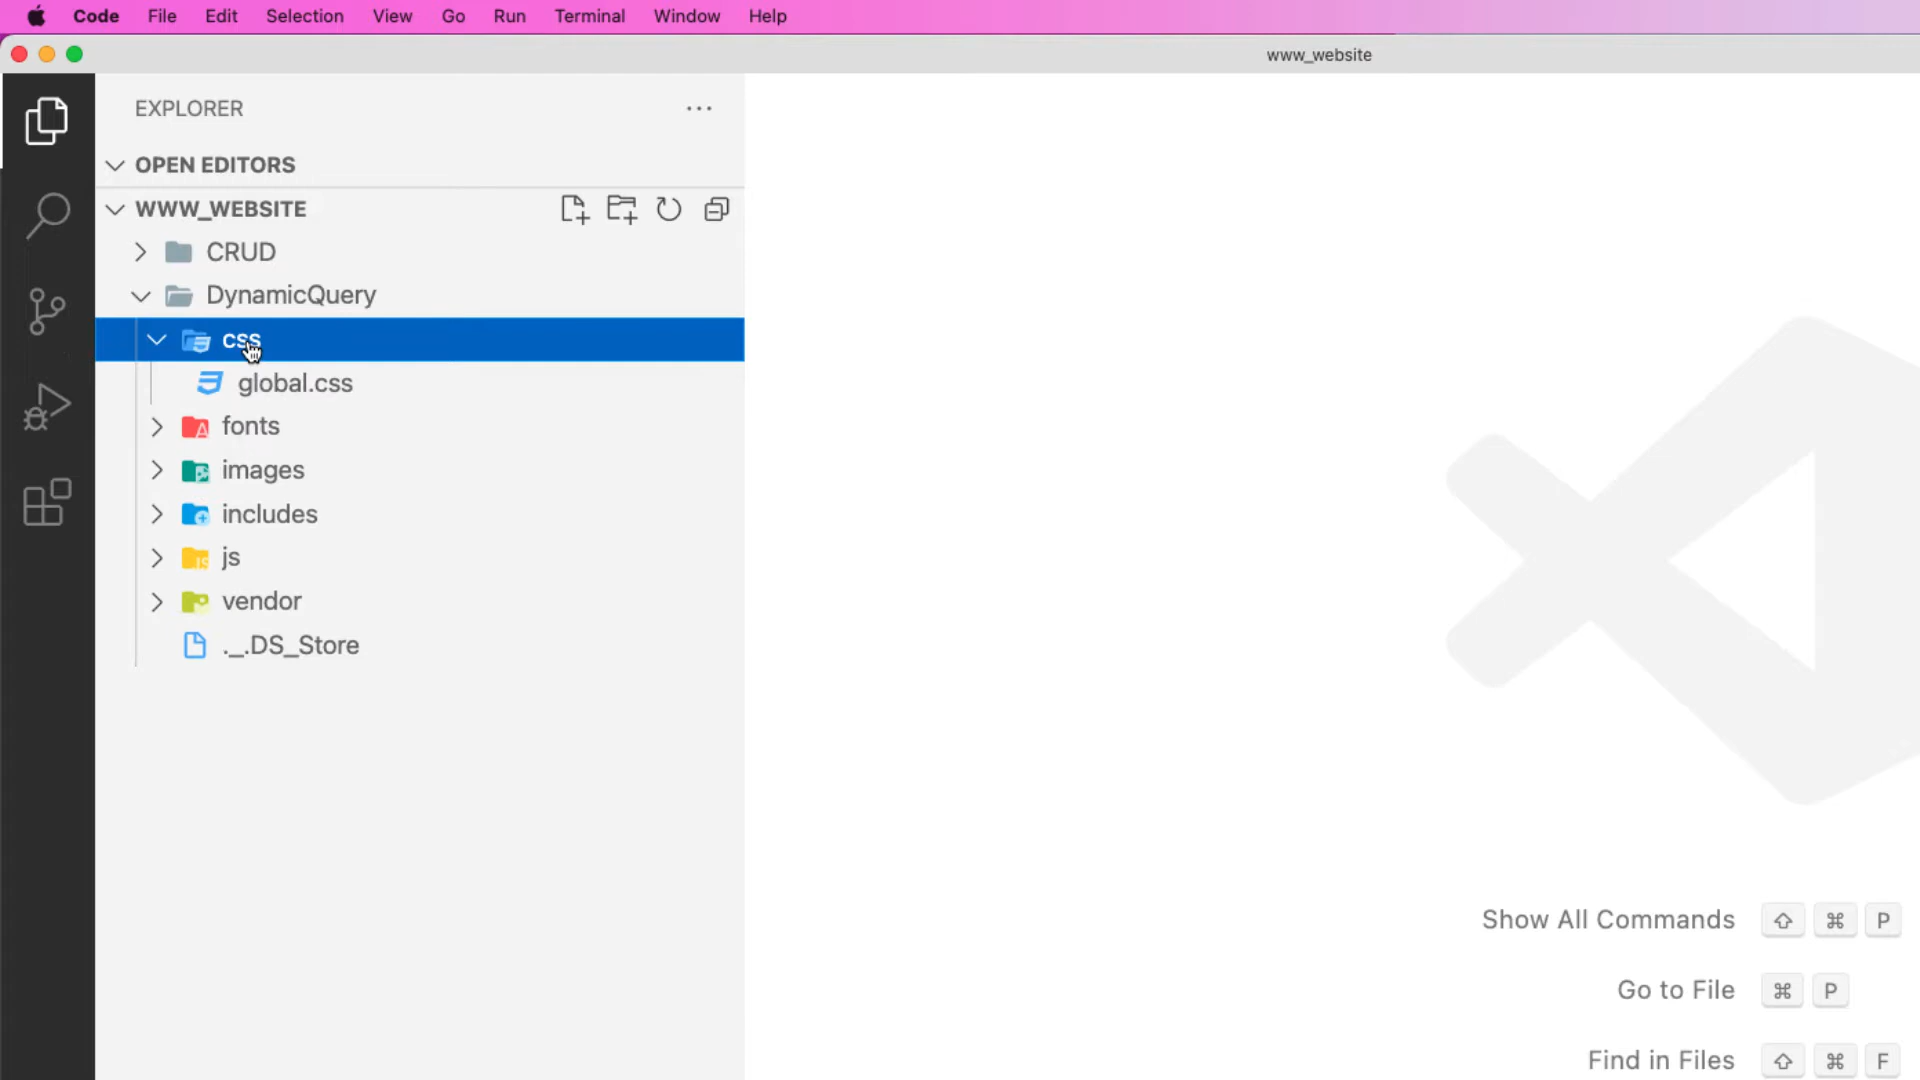 Code File Edit Selection View Go Run Terminal Window Help
www_website
EXPLORER
OPEN EDITORS
WWW_WEBSITE
CRUD
DynamicQuery
css
global.css
fonts
images
includes
js
vendor
._.DS_Store
Show All Commands ⇧ ⌘ P
Go to File ⌘ P
Find in Files ⇧ ⌘ F